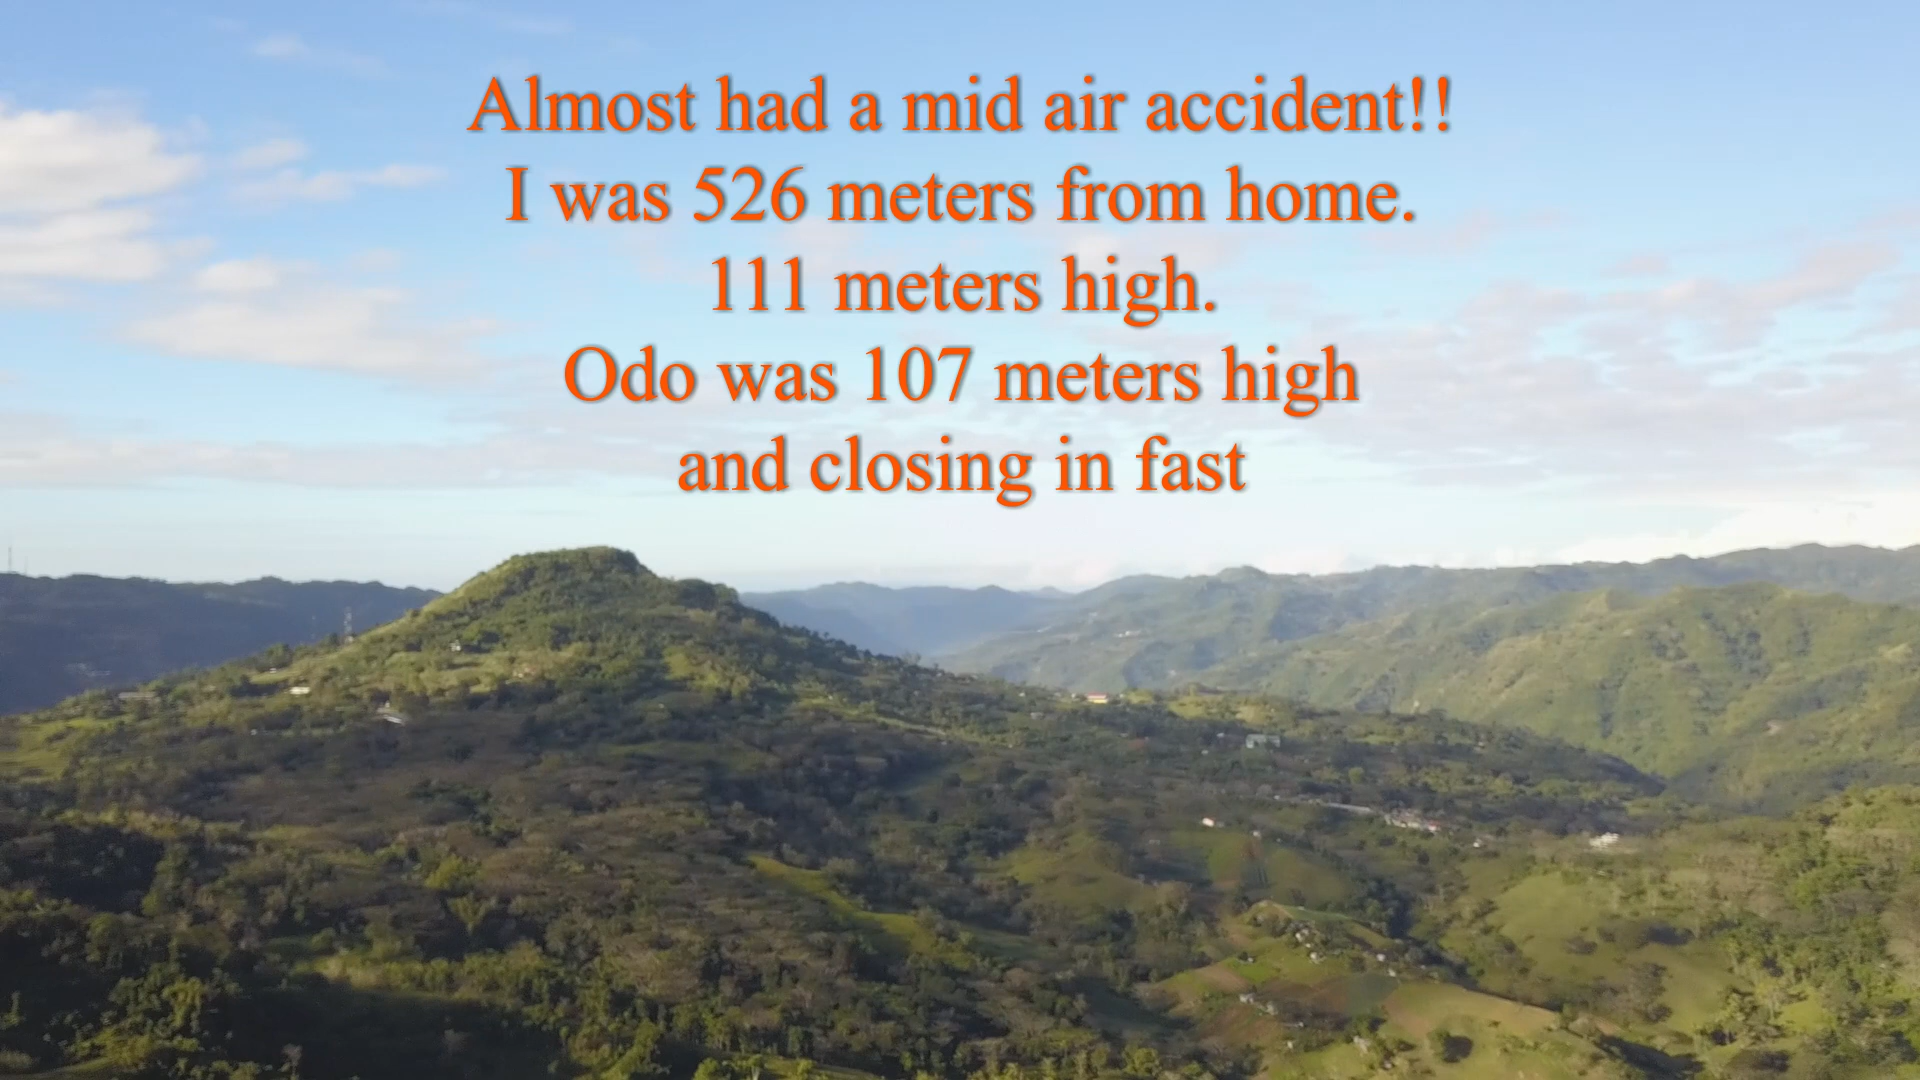 Almost had a mid air accident!!
I was 526 meters from home.
111 meters high.
Odo was 107 meters high
and closing in fast